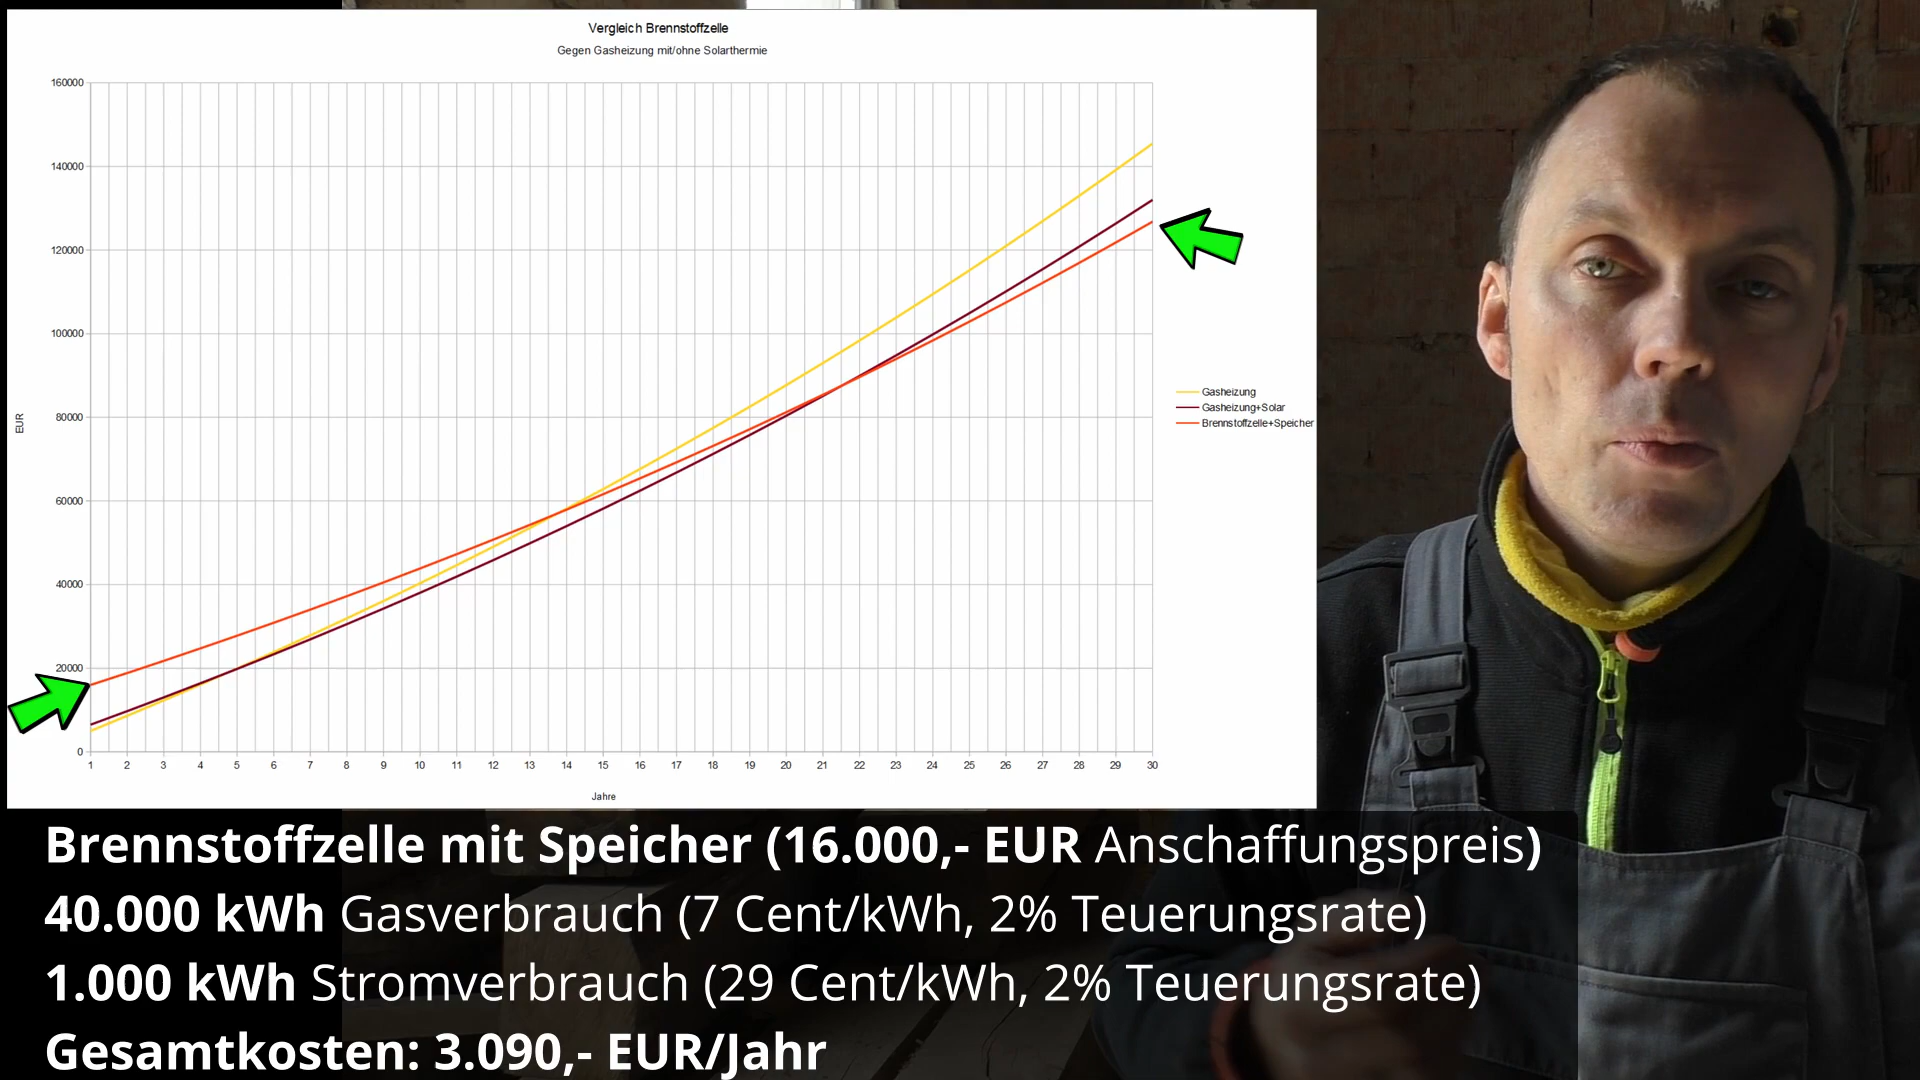 Vergleich Brennstoffzelle
Gegen Gasheizung mit/ohne Solarthermie
160000
140000
120000
100000
80000
60000
40000
20000
0
EUR
1 2 3 4 5 6 7 8 9 10 11 12 13 14 15 16 17 18 19 20 21 22 23 24 25 26 27 28 29 30
Jahre
Gasheizung
Gasheizung+Solar
Brennstoffzelle+Speicher
Brennstoffzelle mit Speicher (16.000,- EUR Anschaffungspreis)
40.000 kWh Gasverbrauch (7 Cent/kWh, 2% Teuerungsrate)
1.000 kWh Stromverbrauch (29 Cent/kWh, 2% Teuerungsrate)
Gesamtkosten: 3.090,- EUR/Jahr